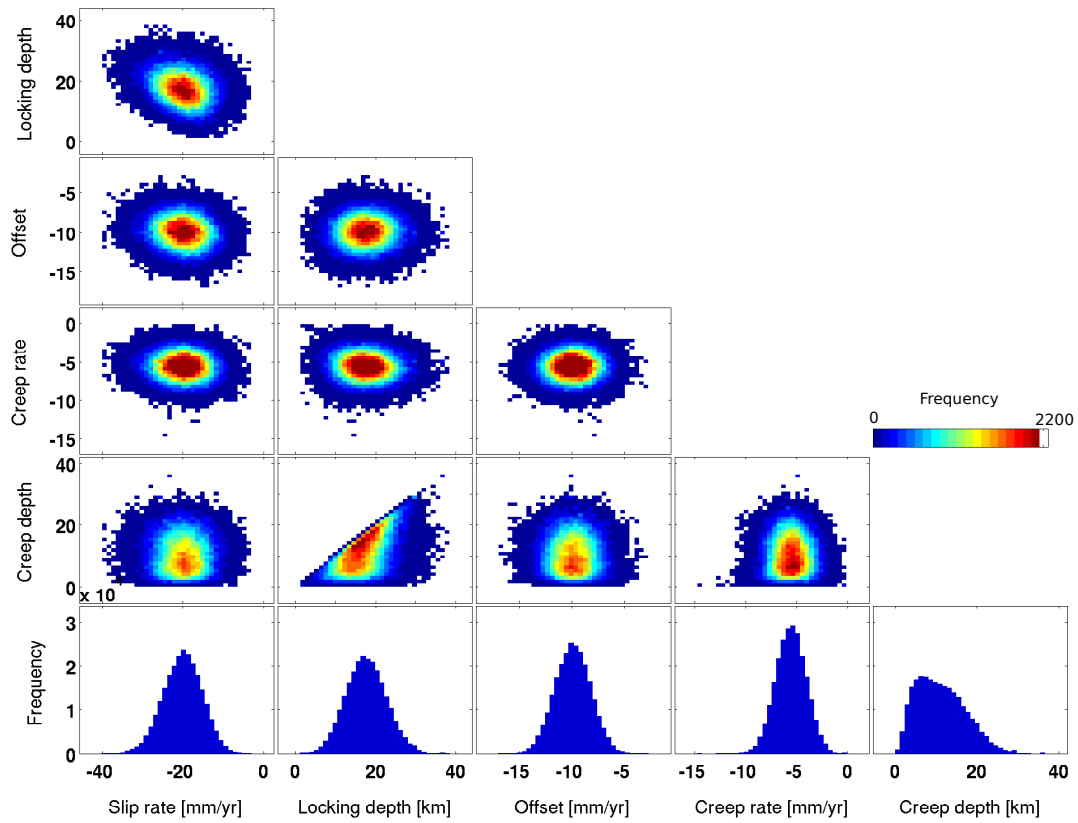 Locking depth
40
20
0
Offset
-5
-10
-15
Creep rate
0
-5
-10
-15
Frequency
0
2200
Creep depth
40
20
0
x 10
Frequency
3
2
1
0
-40 -20 0
0 20 40
-15 -10 -5
-15 -10 -5 0
0 20 40
Slip rate [mm/yr]
Locking depth [km]
Offset [mm/yr]
Creep rate [mm/yr]
Creep depth [km]